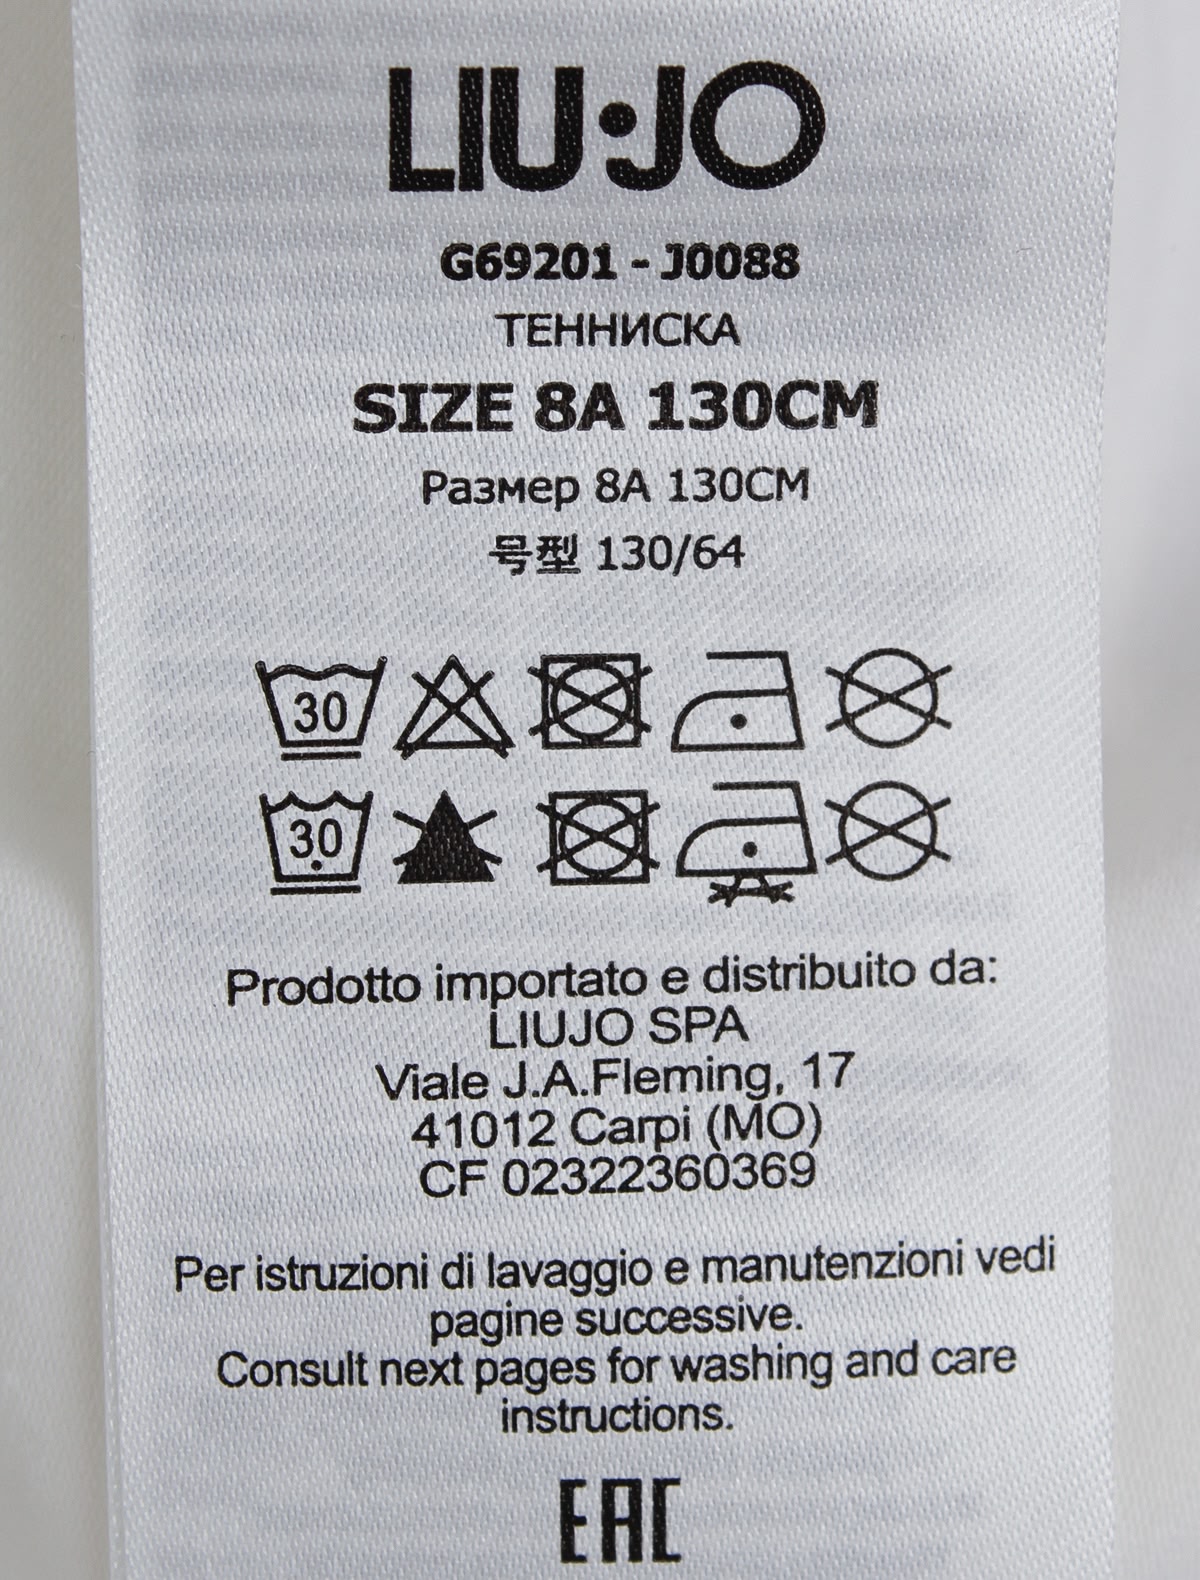 LIU·JO
G69201 - J0088
ТЕННИСКА
SIZE 8A 130CM
Размер 8A 130CM
号型 130/64
30
30
Prodotto importato e distribuito da:
LIUJO SPA
Viale J.A.Fleming, 17
41012 Carpi (MO)
CF 02322360369
Per istruzioni di lavaggio e manutenzioni vedi
pagine successive.
Consult next pages for washing and care
instructions.
EAC